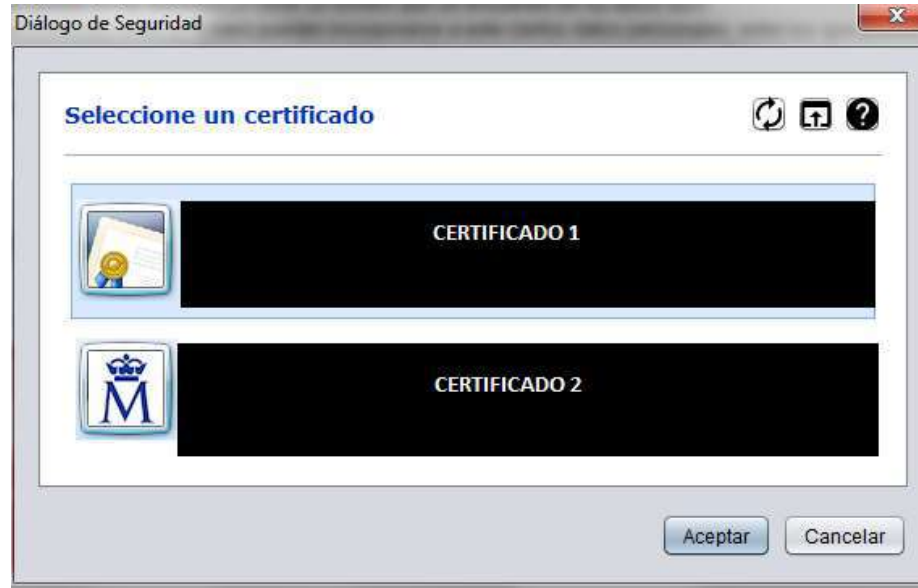 Diálogo de Seguridad
Seleccione un certificado
CERTIFICADO 1
M
CERTIFICADO 2
Aceptar
Cancelar